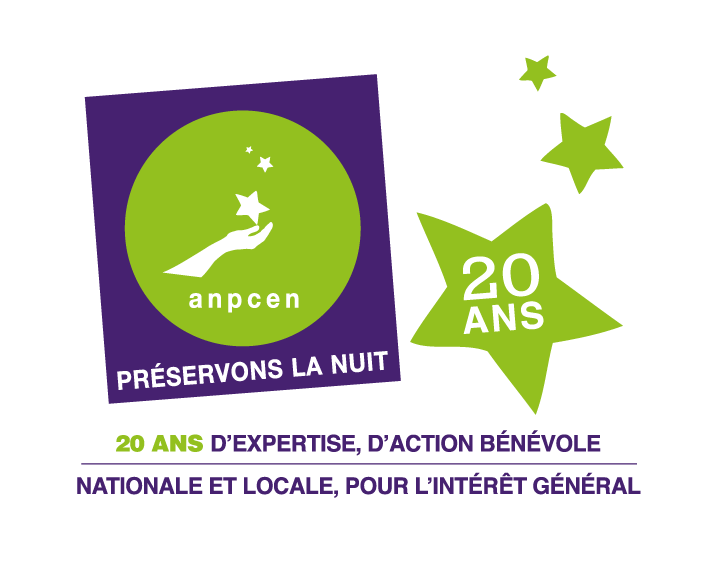 anpcen
PRÉSERVONS LA NUIT
20
ANS
20 ANS D'EXPERTISE, D'ACTION BÉNÉVOLE
NATIONALE ET LOCALE, POUR L'INTÉRÊT GÉNÉRAL